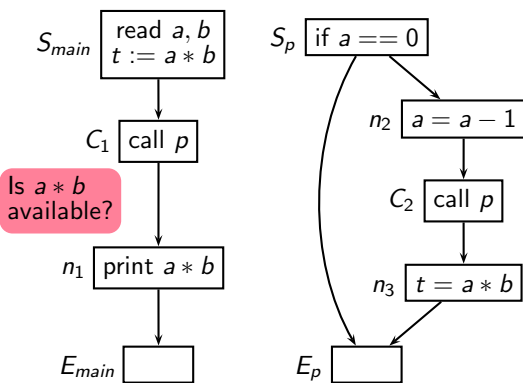 S_main read a, b
t := a ∗ b
C_1 call p
Is a ∗ b
available?
n_1 print a ∗ b
E_main
S_p if a == 0
n_2 a = a − 1
C_2 call p
n_3 t = a ∗ b
E_p